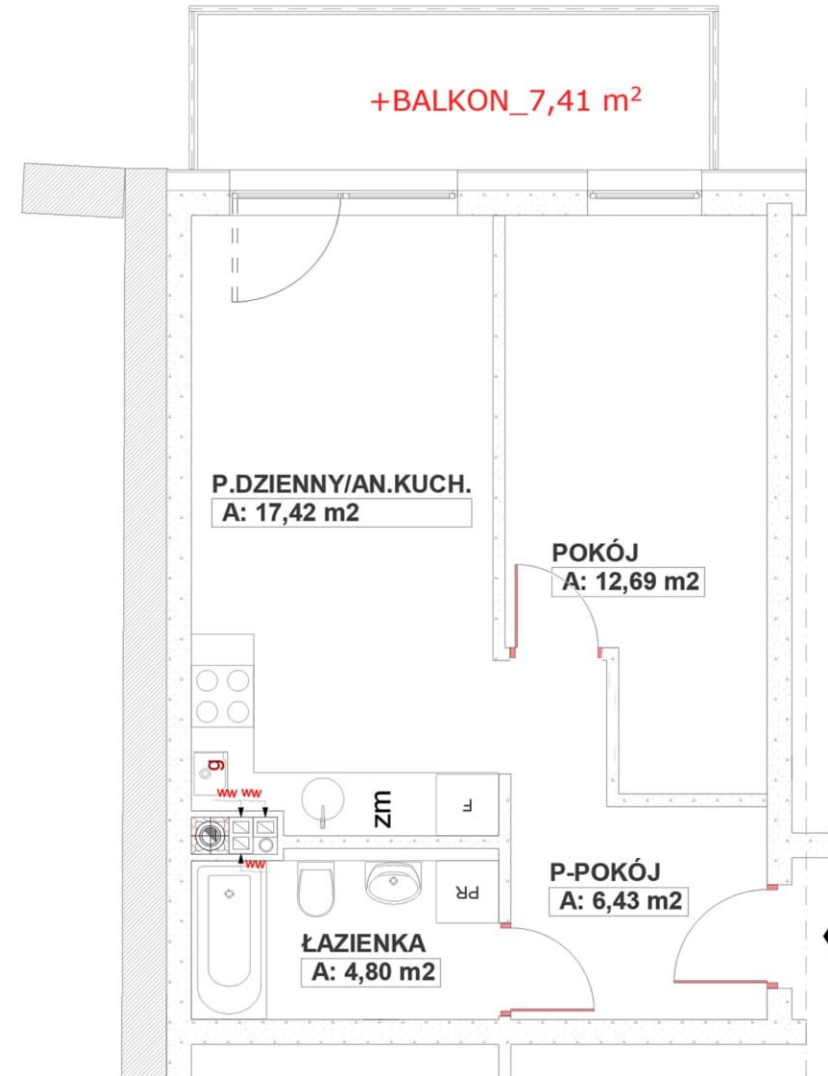 +BALKON_7,41 m²
P.DZIENNY/AN.KUCH.
A: 17,42 m2
POKÓJ
A: 12,69 m2
g
ww ww
zm
F
ww
PR
P-POKÓJ
A: 6,43 m2
ŁAZIENKA
A: 4,80 m2